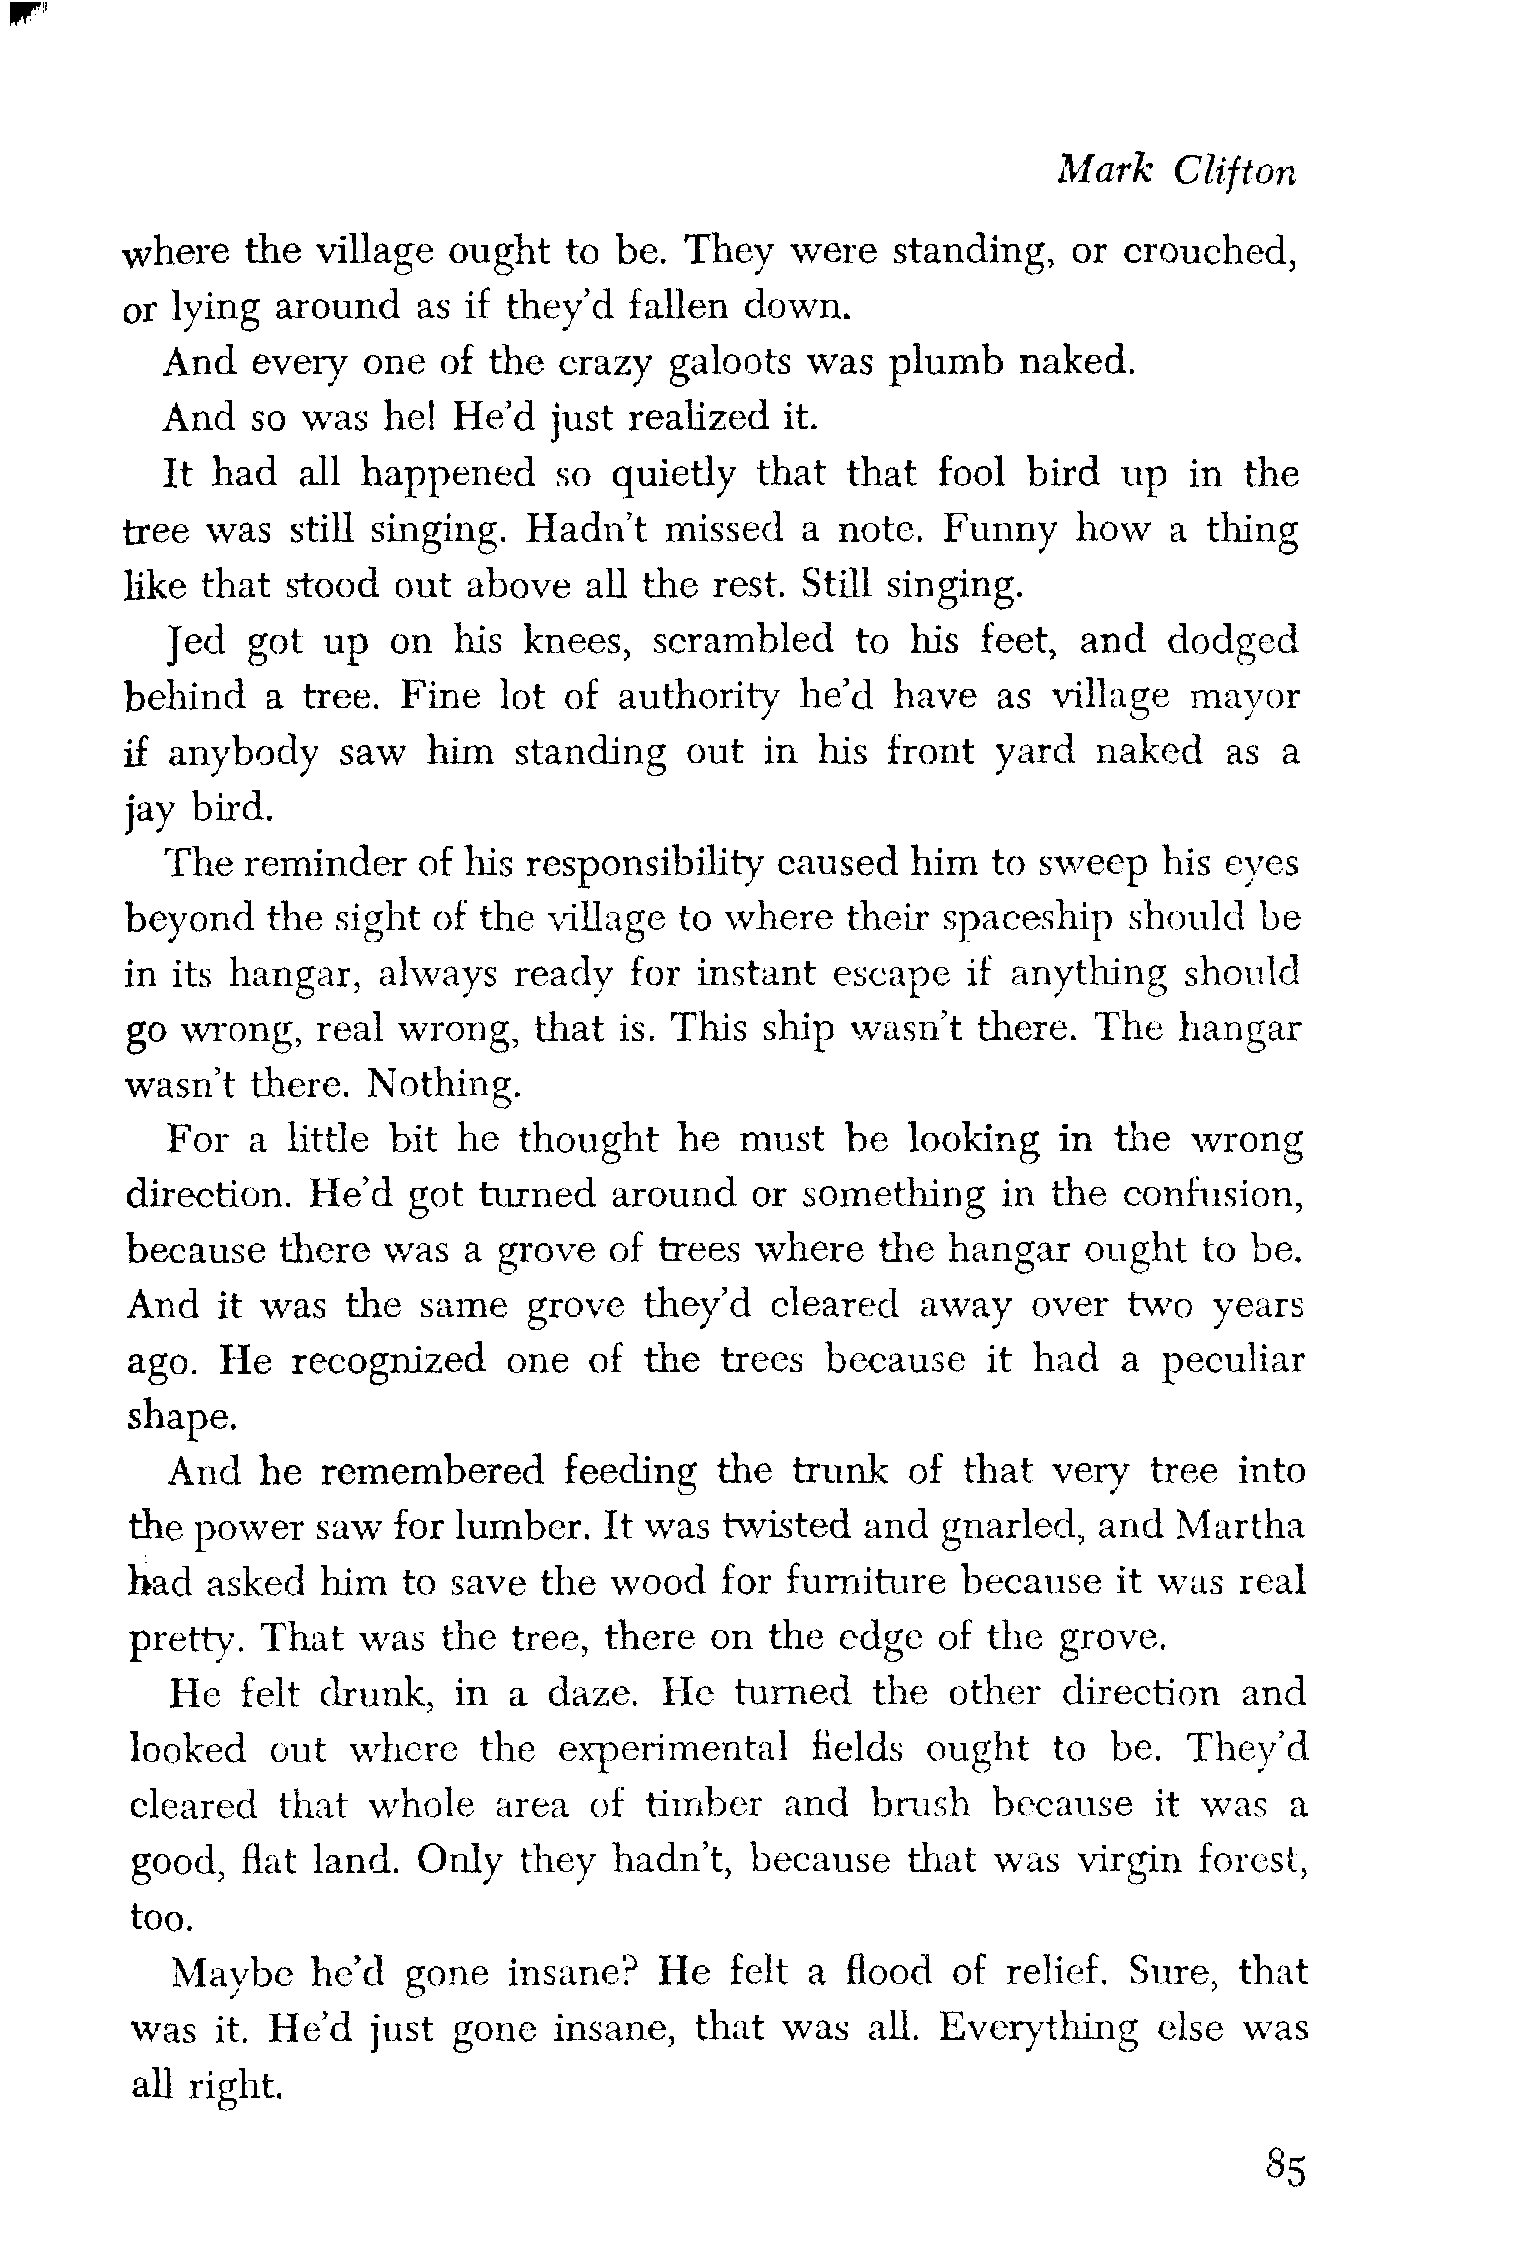 Mark Clifton
where the village ought to be. They were standing, or crouched,
or lying around as if they'd fallen down.
And every one of the crazy galoots was plumb naked.
And so was he! He'd just realized it.
It had all happened so quietly that that fool bird up in the
tree was still singing. Hadn't missed a note. Funny how a thing
like that stood out above all the rest. Still singing.
Jed got up on his knees, scrambled to his feet, and dodged
behind a tree. Fine lot of authority he'd have as village mayor
if anybody saw him standing out in his front yard naked as a
jay bird.
The reminder of his responsibility caused him to sweep his eyes
beyond the sight of the village to where their spaceship should be
in its hangar, always ready for instant escape if anything should
go wrong, real wrong, that is. This ship wasn't there. The hangar
wasn't there. Nothing.
For a little bit he thought he must be looking in the wrong
direction. He'd got turned around or something in the confusion,
because there was a grove of trees where the hangar ought to be.
And it was the same grove they'd cleared away over two years
ago. He recognized one of the trees because it had a peculiar
shape.
And he remembered feeding the trunk of that very tree into
the power saw for lumber. It was twisted and gnarled, and Martha
had asked him to save the wood for furniture because it was real
pretty. That was the tree, there on the edge of the grove.
He felt drunk, in a daze. He turned the other direction and
looked out where the experimental fields ought to be. They'd
cleared that whole area of timber and brush because it was a
good, flat land. Only they hadn't, because that was virgin forest,
too.
Maybe he'd gone insane? He felt a flood of relief. Sure, that
was it. He'd just gone insane, that was all. Everything else was
all right.
85